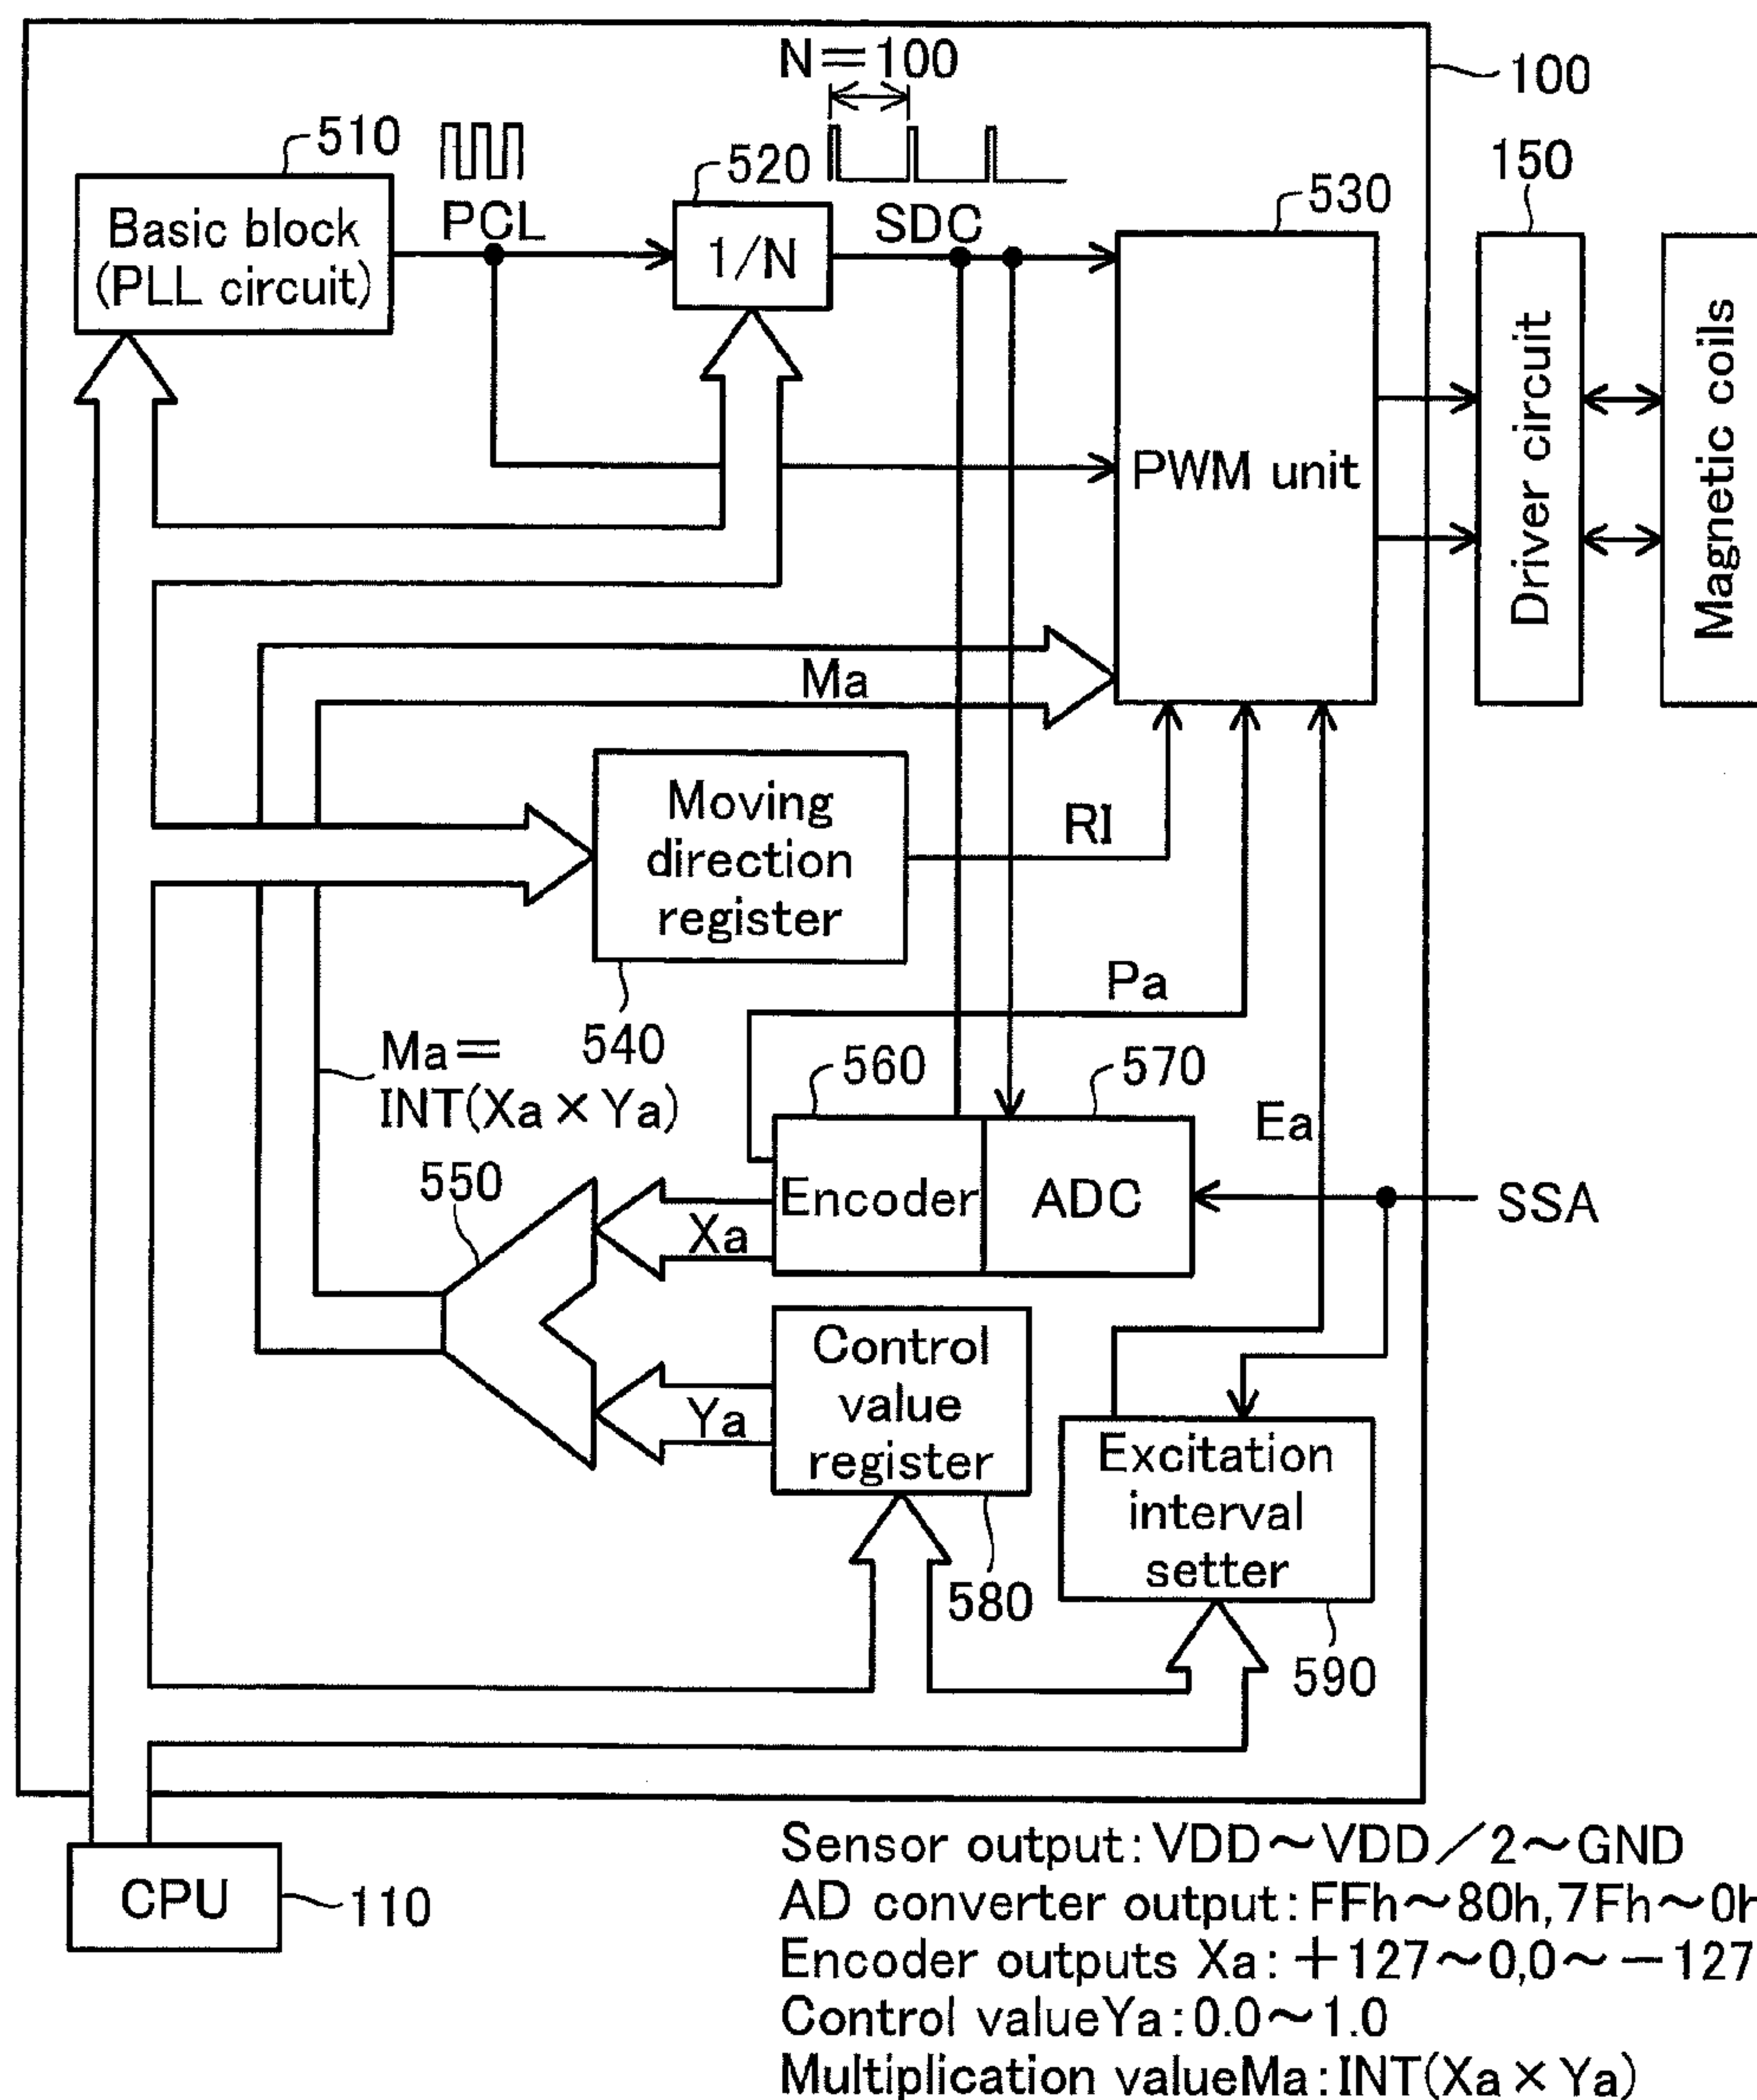 N=100
100
510
520
150
PCL
SDC
530
Basic block
(PLL circuit)
1/N
PWM unit
Driver circuit
Magnetic coils
Ma
Moving
direction
register
RI
540
Pa
Ma=
INT(Xa×Ya)
560
570
Ea
550
Encoder
ADC
SSA
Xa
Control
value
register
Ya
Excitation
interval
setter
580
590
CPU
110
Sensor output:VDD~VDD/2~GND
AD converter output:FFh~80h,7Fh~0h
Encoder outputs Xa:+127~0,0~-127
Control valueYa:0.0~1.0
Multiplication valueMa:INT(Xa×Ya)